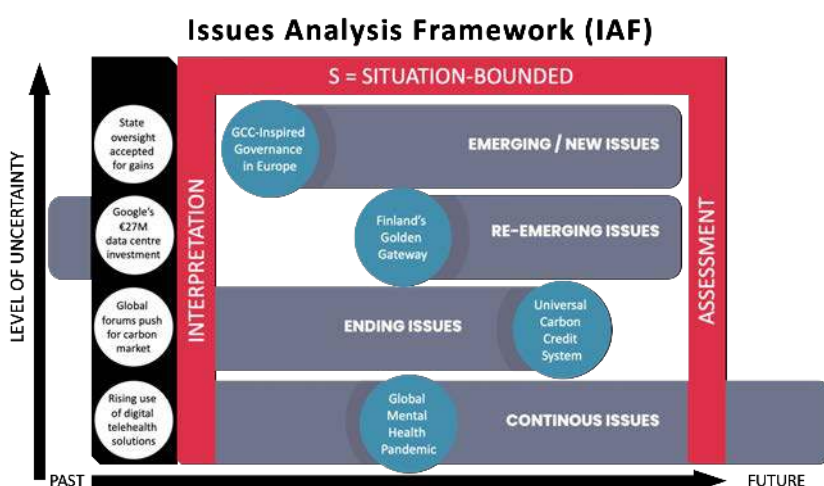 Issues Analysis Framework (IAF)
S = SITUATION-BOUNDED
LEVEL OF UNCERTAINTY
INTERPRETATION
ASSESSMENT
State
oversight
accepted
for gains
GCC-Inspired
Governance
in Europe
EMERGING / NEW ISSUES
Google's
€27M
data centre
investment
Finland's
Golden
Gateway
RE-EMERGING ISSUES
Global
forums push
for carbon
market
ENDING ISSUES
Universal
Carbon
Credit
System
Rising use
of digital
telehealth
solutions
Global
Mental
Health
Pandemic
CONTINOUS ISSUES
PAST
FUTURE